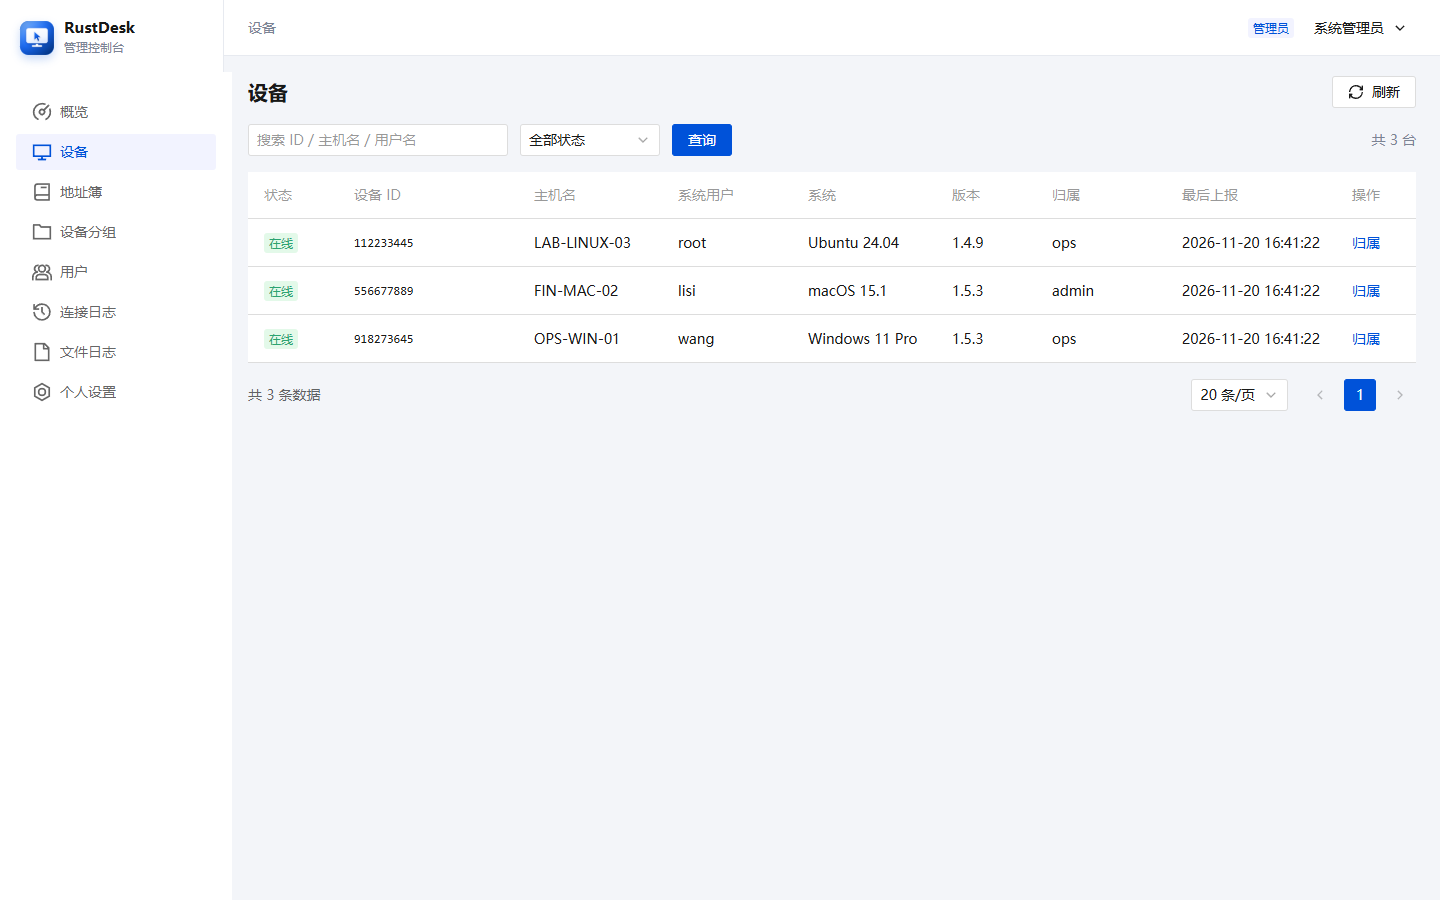 RustDesk
管理控制台
概览
设备
地址簿
设备分组
用户
连接日志
文件日志
个人设置
设备
管理员 系统管理员
设备
刷新
搜索 ID / 主机名 / 用户名 全部状态 查询 共 3 台
状态 设备 ID 主机名 系统用户 系统 版本 归属 最后上报 操作
在线 112233445 LAB-LINUX-03 root Ubuntu 24.04 1.4.9 ops 2026-11-20 16:41:22 归属
在线 556677889 FIN-MAC-02 lisi macOS 15.1 1.5.3 admin 2026-11-20 16:41:22 归属
在线 918273645 OPS-WIN-01 wang Windows 11 Pro 1.5.3 ops 2026-11-20 16:41:22 归属
共 3 条数据 20 条/页 1